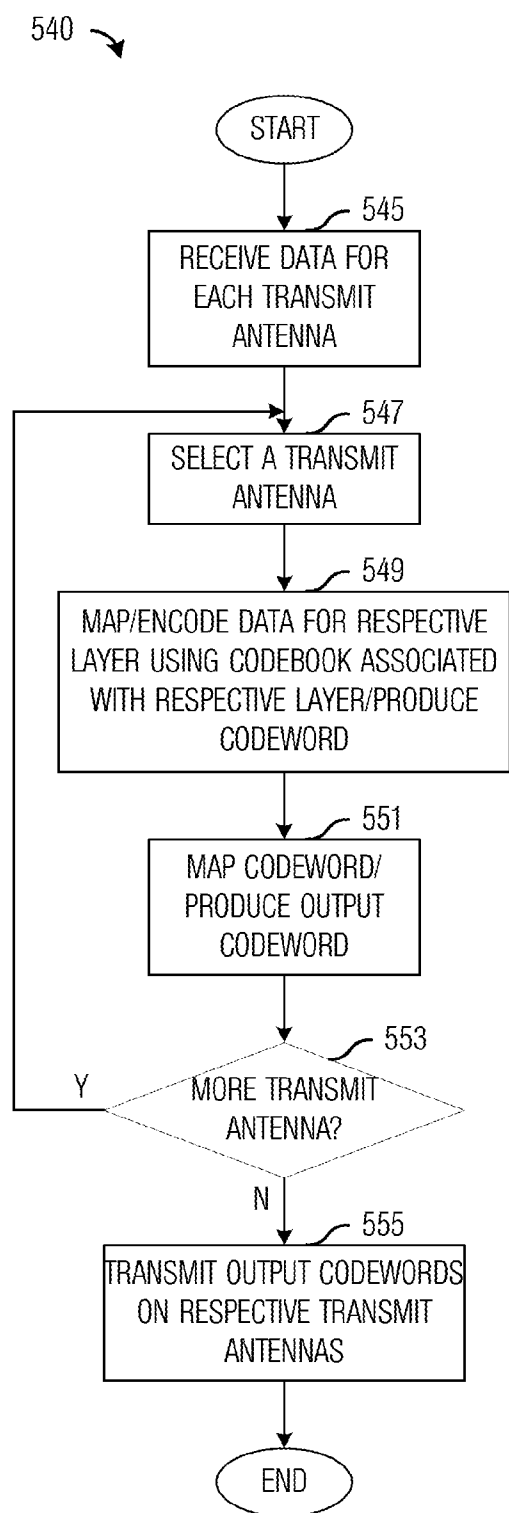 540
START
545
RECEIVE DATA FOR
EACH TRANSMIT
ANTENNA
547
SELECT A TRANSMIT
ANTENNA
549
MAP/ENCODE DATA FOR RESPECTIVE
LAYER USING CODEBOOK ASSOCIATED
WITH RESPECTIVE LAYER/PRODUCE
CODEWORD
551
MAP CODEWORD/
PRODUCE OUTPUT
CODEWORD
553
Y
MORE TRANSMIT
ANTENNA?
N
555
TRANSMIT OUTPUT CODEWORDS
ON RESPECTIVE TRANSMIT
ANTENNAS
END